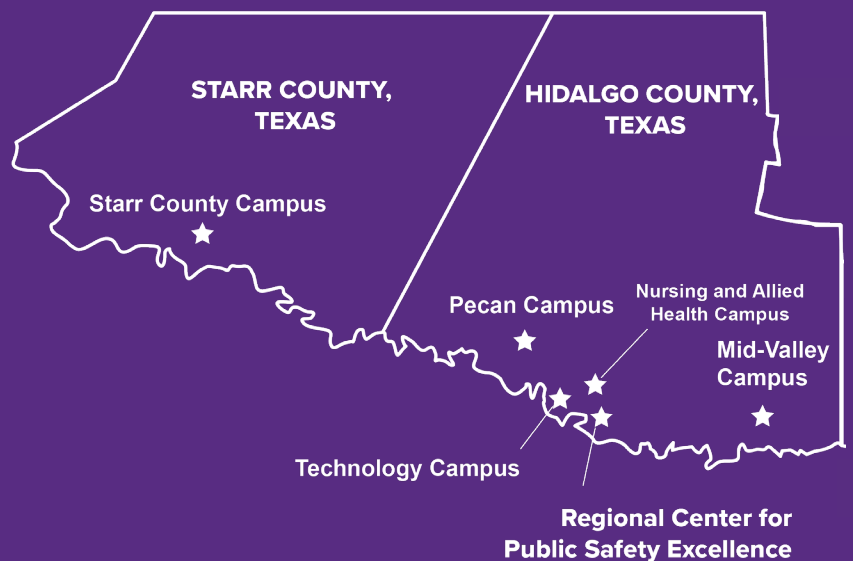 STARR COUNTY,
TEXAS
HIDALGO COUNTY,
TEXAS
Starr County Campus
Pecan Campus
Nursing and Allied
Health Campus
Mid-Valley
Campus
Technology Campus
Regional Center for
Public Safety Excellence